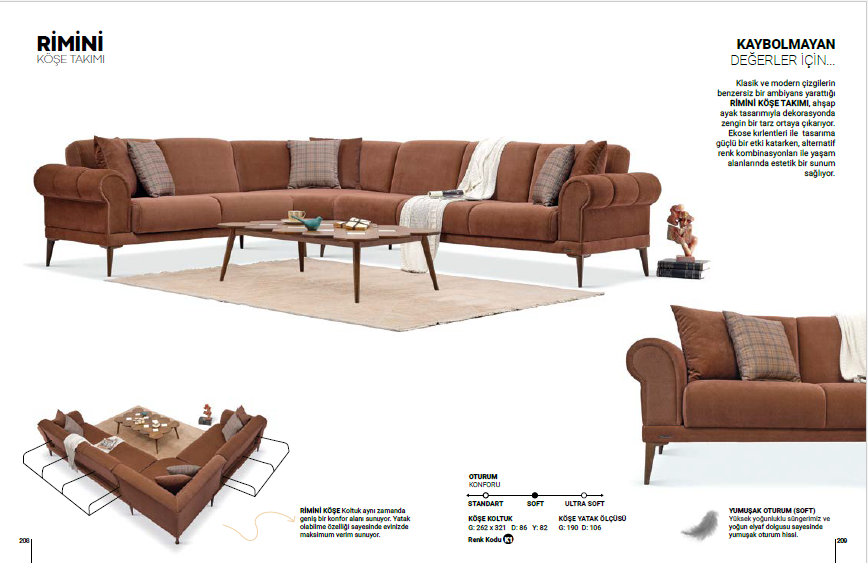 RİMİNİ
KÖŞE TAKIMI
KAYBOLMAYAN
DEĞERLER İÇİN...
Klasik ve modern çizgilerin
benzersiz bir ambiyans yarattığı
RİMİNİ KÖŞE TAKIMI, ahşap
ayak tasarımıyla dekorasyonda
zengin bir tarz ortaya çıkarıyor.
Ekose kırlentleri ile tasarıma
güçlü bir etki katarken, alternatif
renk kombinasyonları ile yaşam
alanlarında estetik bir sunum
sağlıyor.
RİMİNİ KÖŞE Koltuk aynı zamanda
geniş bir konfor alanı sunuyor. Yatak
olabilme özelliği sayesinde evinizde
maksimum verim sunuyor.
OTURUM
KONFORU
STANDART SOFT ULTRA SOFT
KÖŞE KOLTUK
G: 262 x 321 D: 86 Y: 82
Renk Kodu K1
KÖŞE YATAK ÖLÇÜSÜ
G: 190 D: 106
YUMUŞAK OTURUM (SOFT)
Yüksek yoğunluklu süngerimiz ve
yoğun elyaf dolgusu sayesinde
yumuşak oturum hissi.
208
209